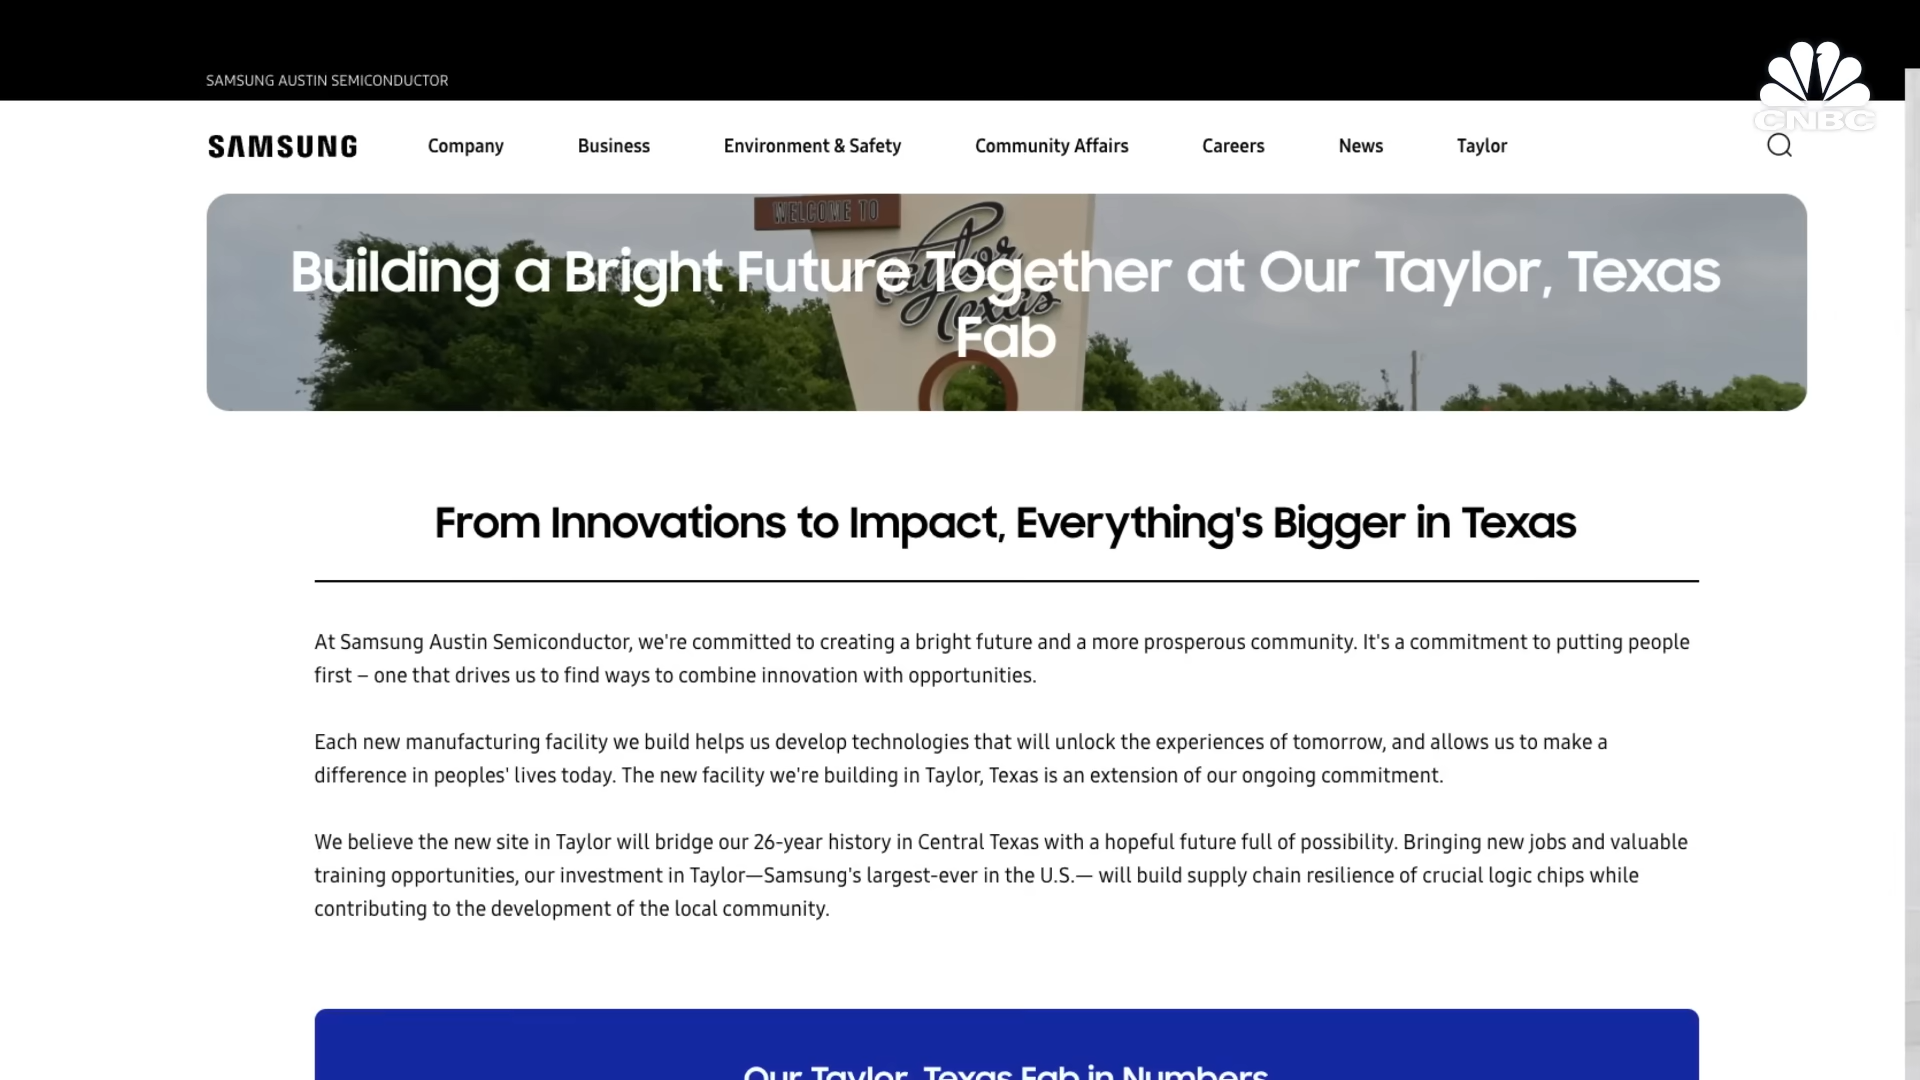 SAMSUNG AUSTIN SEMICONDUCTOR
CNBC
SAMSUNG Company Business Environment & Safety Community Affairs Careers News Taylor
WELCOME TO
Taylor
Texas
Building a Bright Future Together at Our Taylor, Texas
Fab
From Innovations to Impact, Everything's Bigger in Texas
At Samsung Austin Semiconductor, we're committed to creating a bright future and a more prosperous community. It's a commitment to putting people
first – one that drives us to find ways to combine innovation with opportunities.
Each new manufacturing facility we build helps us develop technologies that will unlock the experiences of tomorrow, and allows us to make a
difference in peoples' lives today. The new facility we're building in Taylor, Texas is an extension of our ongoing commitment.
We believe the new site in Taylor will bridge our 26-year history in Central Texas with a hopeful future full of possibility. Bringing new jobs and valuable
training opportunities, our investment in Taylor—Samsung's largest-ever in the U.S.— will build supply chain resilience of crucial logic chips while
contributing to the development of the local community.
Our Taylor, Texas Fab in Numbers